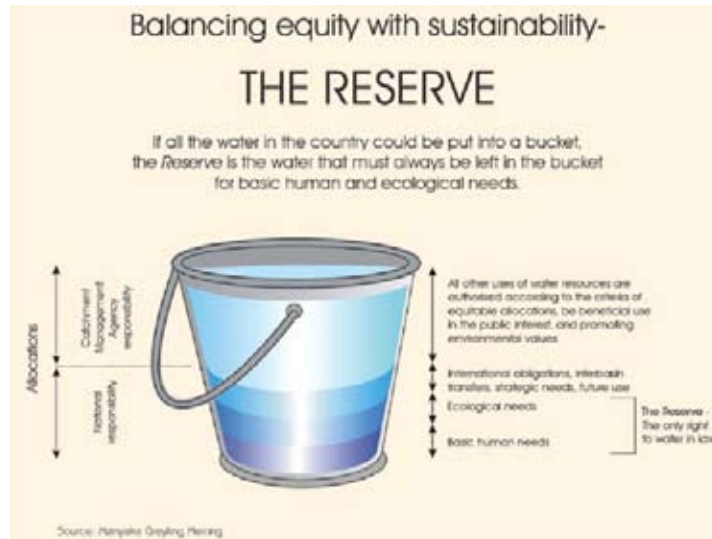 Balancing equity with sustainability-
THE RESERVE
If all the water in the country could be put into a bucket,
the Reserve is the water that must always be left in the bucket
for basic human and ecological needs.
Allocations
Catchment
Management
Agency
responsibility
National
responsibility
All other uses of water resources are
authorised according to the criteria of
equitable allocations, be beneficial use
in the public interest, and promoting
environmental values
International obligations, interbasin
transfers, strategic needs, future use
Ecological needs
Basic human needs
The Reserve -
The only right
to water in law
Source: Manyaka Greyling Meiring